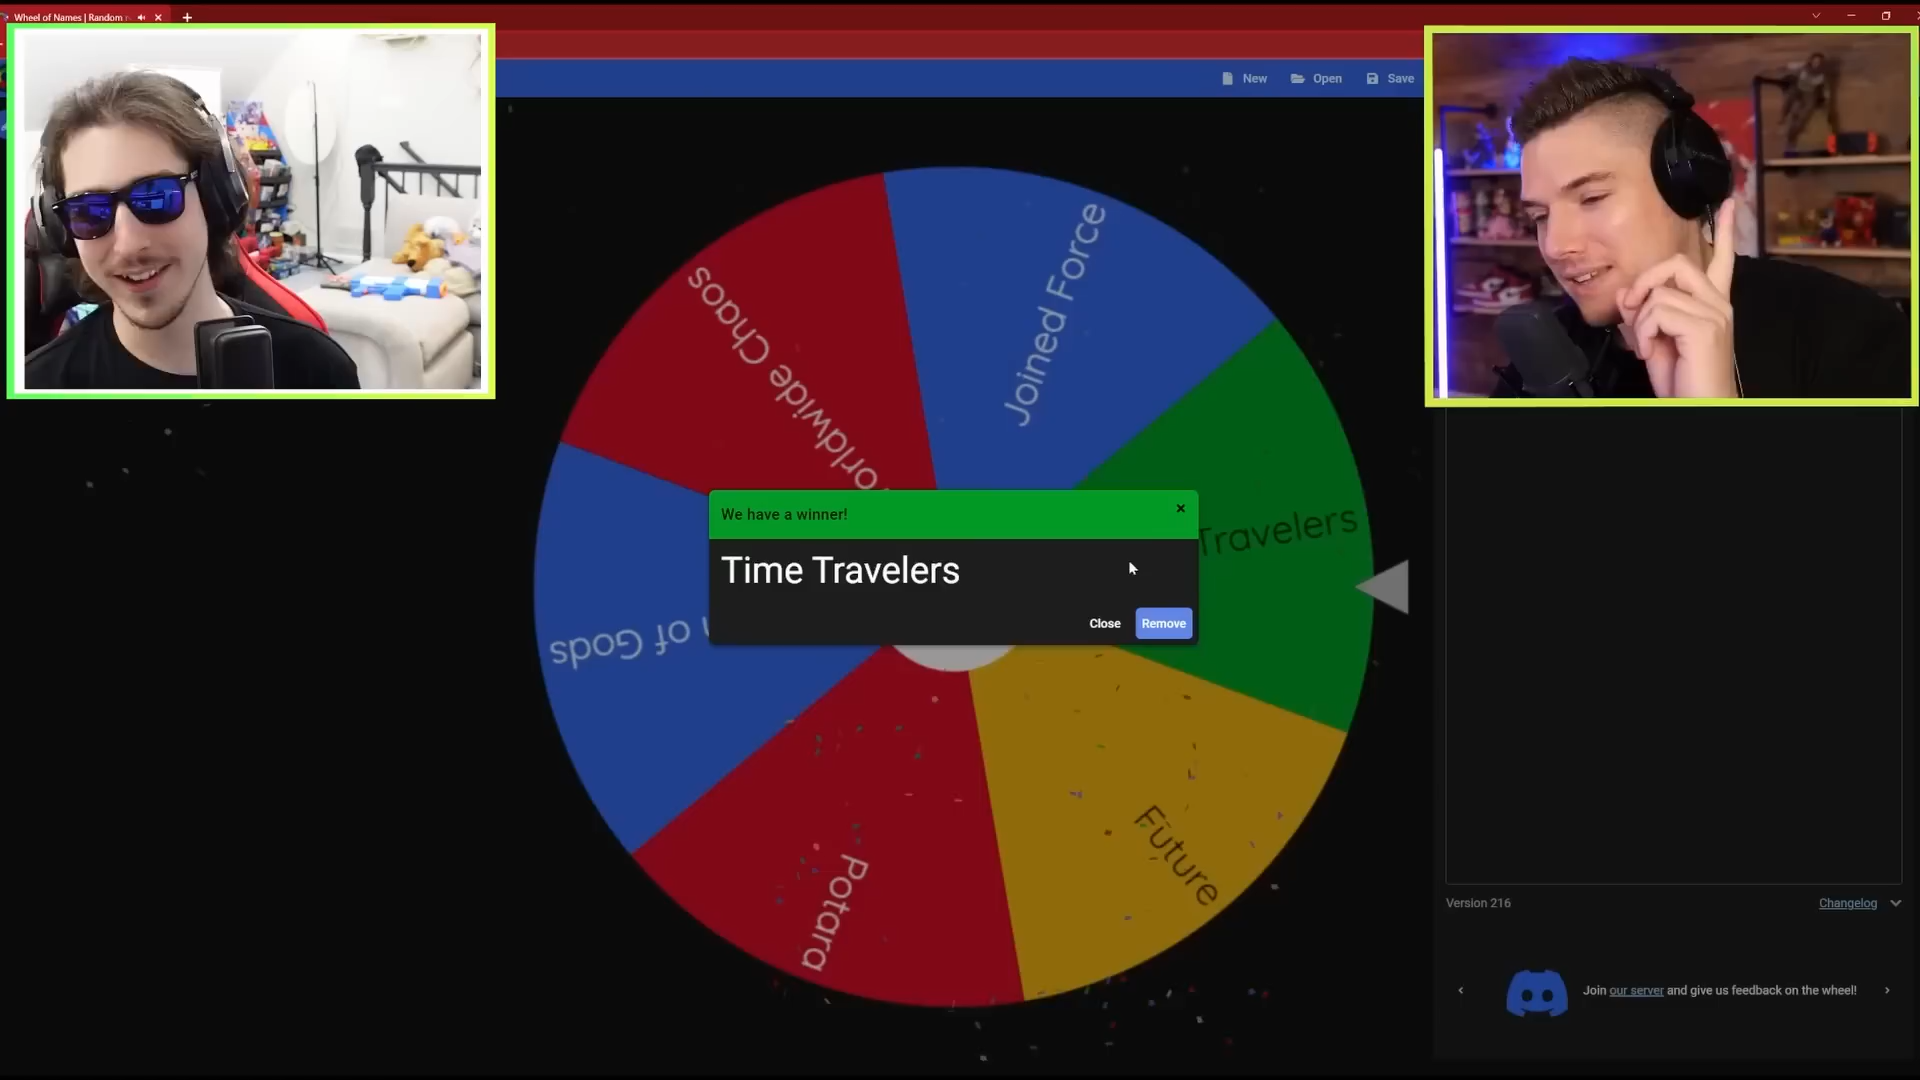 Wheel of Names | Random
New
Open
Save
Joined Force
orldwide Chaos
Travelers
We have a winner!
Time Travelers
Close
Remove
of Gods
Future
Potara
Version 216
Changelog
Join our server and give us feedback on the wheel!